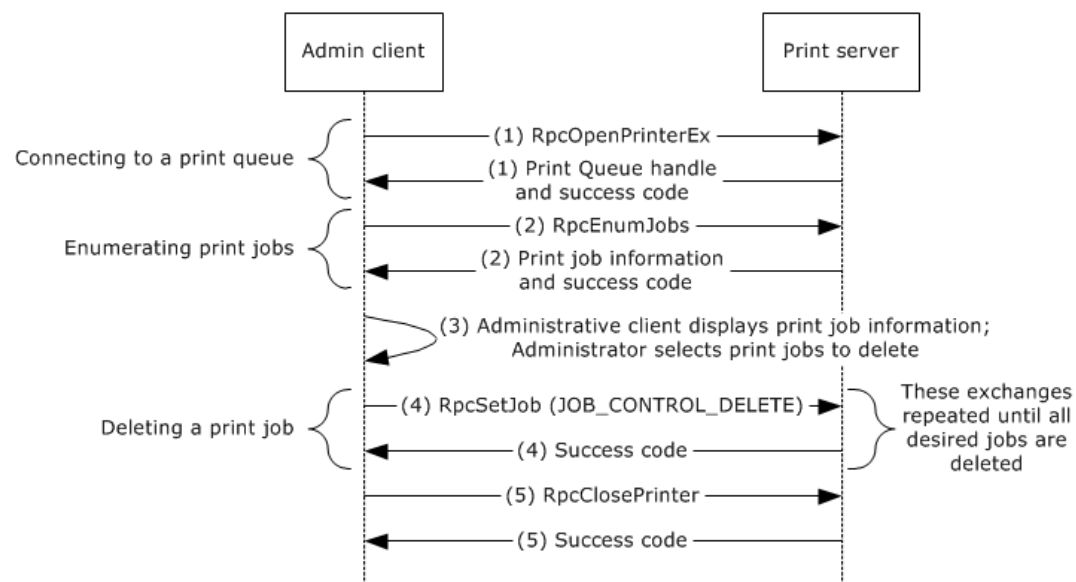 Admin client
Print server
(1) RpcOpenPrinterEx
Connecting to a print queue
(1) Print Queue handle
and success code
(2) RpcEnumJobs
Enumerating print jobs
(2) Print job information
and success code
(3) Administrative client displays print job information;
Administrator selects print jobs to delete
(4) RpcSetJob (JOB_CONTROL_DELETE)
Deleting a print job
(4) Success code
These exchanges
repeated until all
desired jobs are
deleted
(5) RpcClosePrinter
(5) Success code